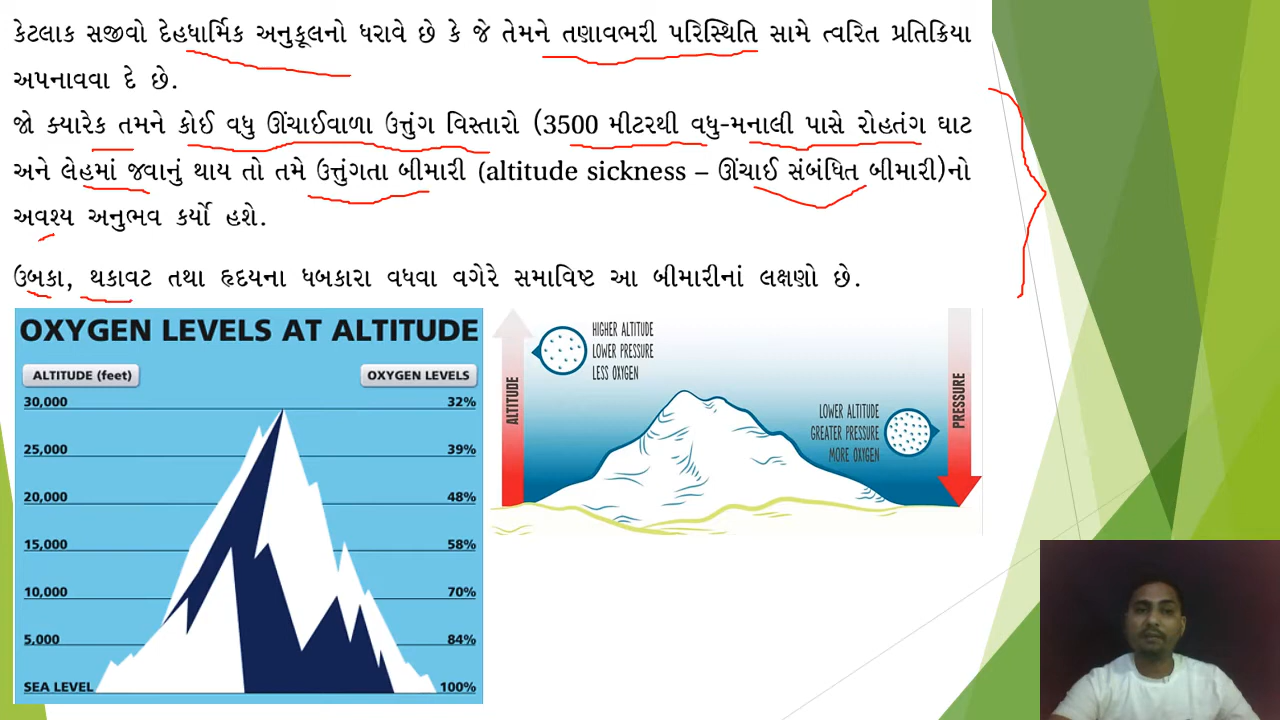 કેટલાક સજીવો દેહધાર્મિક અનુકૂલનો ધરાવે છે કે જે તેમને તણાવભરી પરિસ્થિતિ સામે ત્વરિત પ્રતિક્રિયા
અપનાવવા દે છે.
જો ક્યારેક તમને કોઈ વધુ ઊંચાઈવાળા ઉત્તુંગ વિસ્તારો (3500 મીટરથી વધુ-મનાલી પાસે રોહતંગ ઘાટ
અને લેહમાં જવાનું થાય તો તમે ઉત્તુંગતા બીમારી (altitude sickness – ઊંચાઈ સંબંધિત બીમારી)નો
અવશ્ય અનુભવ કર્યો હશે.
ઉબકા, થકાવટ તથા હૃદયના ધબકારા વધવા વગેરે સમાવિષ્ટ આ બીમારીનાં લક્ષણો છે.
OXYGEN LEVELS AT ALTITUDE
ALTITUDE (feet) OXYGEN LEVELS
30,000 32%
25,000 39%
20,000 48%
15,000 58%
10,000 70%
5,000 84%
SEA LEVEL 100%
ALTITUDE
HIGHER ALTITUDE
LOWER PRESSURE
LESS OXYGEN
LOWER ALTITUDE
GREATER PRESSURE
MORE OXYGEN
PRESSURE